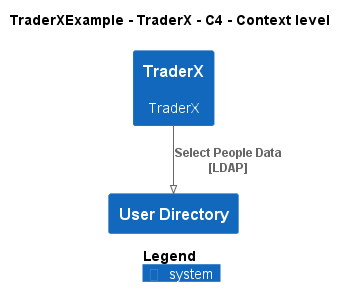 TraderXExample - TraderX - C4 - Context level
TraderX
TraderX
Select People Data
[LDAP]
User Directory
Legend
system